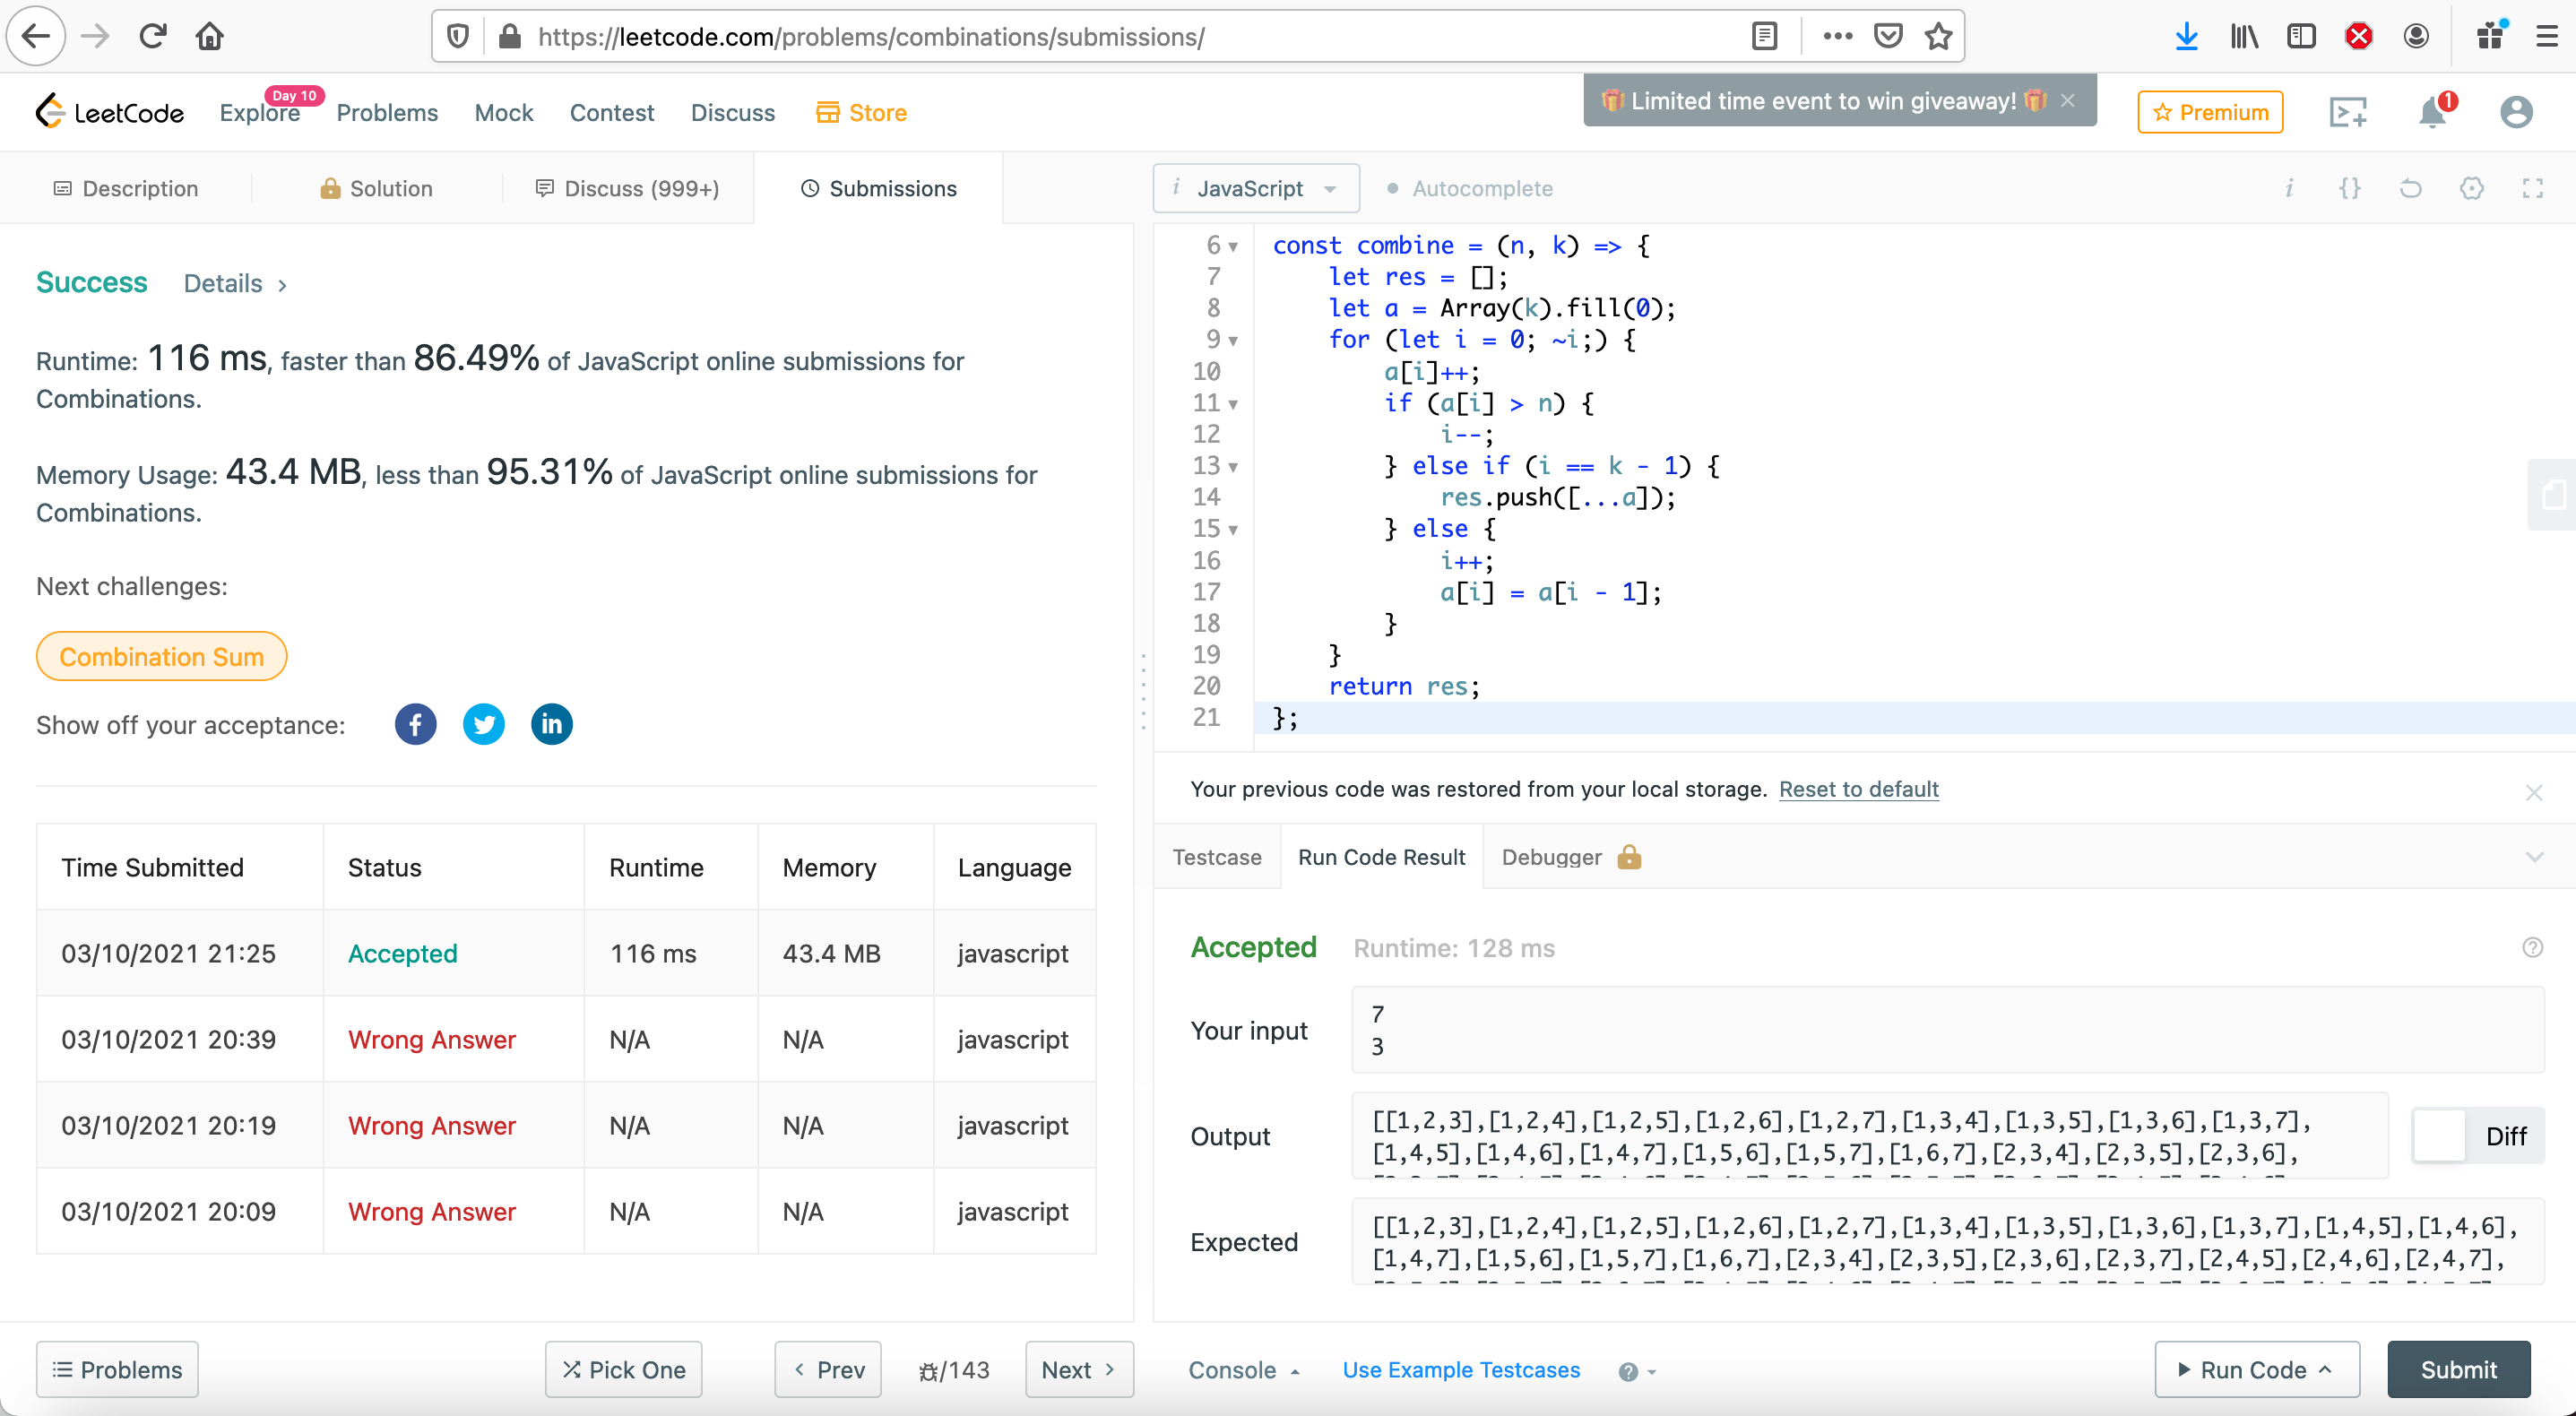 https://leetcode.com/problems/combinations/submissions/
LeetCode
Explore
Day 10
Problems
Mock
Contest
Discuss
Store
Limited time event to win giveaway!
Premium
1
Description
Solution
Discuss (999+)
Submissions
Success
Details >
Runtime: 116 ms, faster than 86.49% of JavaScript online submissions for
Combinations.
Memory Usage: 43.4 MB, less than 95.31% of JavaScript online submissions for
Combinations.
Next challenges:
Combination Sum
Show off your acceptance:
Time Submitted Status Runtime Memory Language
03/10/2021 21:25 Accepted 116 ms 43.4 MB javascript
03/10/2021 20:39 Wrong Answer N/A N/A javascript
03/10/2021 20:19 Wrong Answer N/A N/A javascript
03/10/2021 20:09 Wrong Answer N/A N/A javascript
Problems
Pick One
< Prev
/143
Next >
i JavaScript
Autocomplete
i {}
6 const combine = (n, k) => {
7     let res = [];
8     let a = Array(k).fill(0);
9     for (let i = 0; ~i;) {
10         a[i]++;
11         if (a[i] > n) {
12             i--;
13         } else if (i == k - 1) {
14             res.push([...a]);
15         } else {
16             i++;
17             a[i] = a[i - 1];
18         }
19     }
20     return res;
21 };
Your previous code was restored from your local storage. Reset to default
Testcase
Run Code Result
Debugger
Accepted Runtime: 128 ms
Your input
7
3
Output
[[1,2,3],[1,2,4],[1,2,5],[1,2,6],[1,2,7],[1,3,4],[1,3,5],[1,3,6],[1,3,7],
[1,4,5],[1,4,6],[1,4,7],[1,5,6],[1,5,7],[1,6,7],[2,3,4],[2,3,5],[2,3,6],
Diff
Expected
[[1,2,3],[1,2,4],[1,2,5],[1,2,6],[1,2,7],[1,3,4],[1,3,5],[1,3,6],[1,3,7],[1,4,5],[1,4,6],
[1,4,7],[1,5,6],[1,5,7],[1,6,7],[2,3,4],[2,3,5],[2,3,6],[2,3,7],[2,4,5],[2,4,6],[2,4,7],
Console
Use Example Testcases
Run Code
Submit